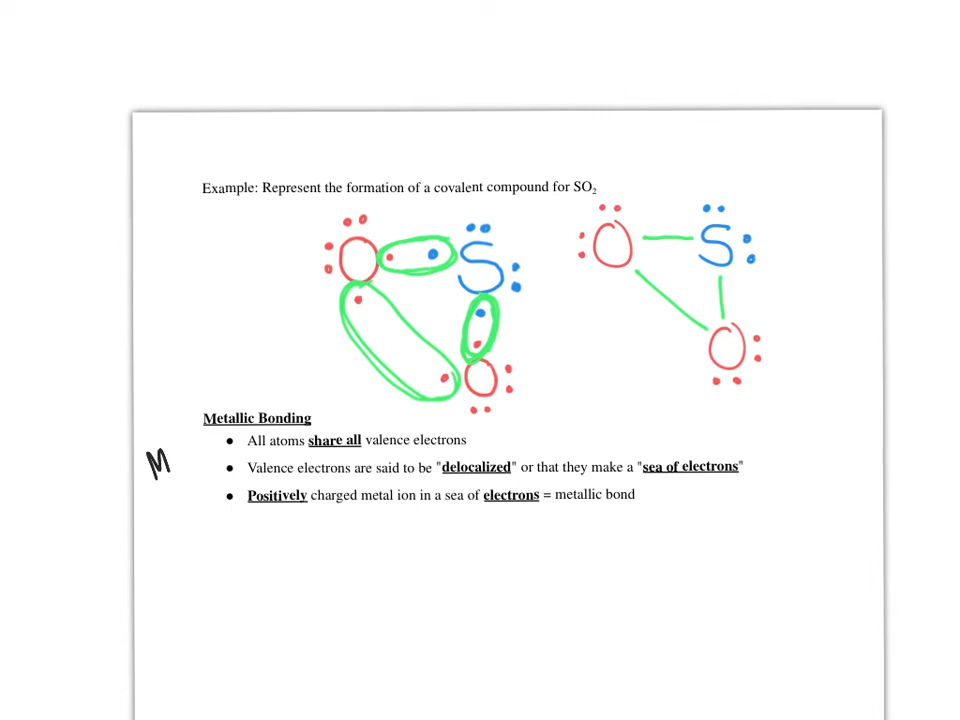 Example: Represent the formation of a covalent compound for SO₂
O S O S
O O
Metallic Bonding
● All atoms share all valence electrons
M
● Valence electrons are said to be "delocalized" or that they make a "sea of electrons"
● Positively charged metal ion in a sea of electrons = metallic bond